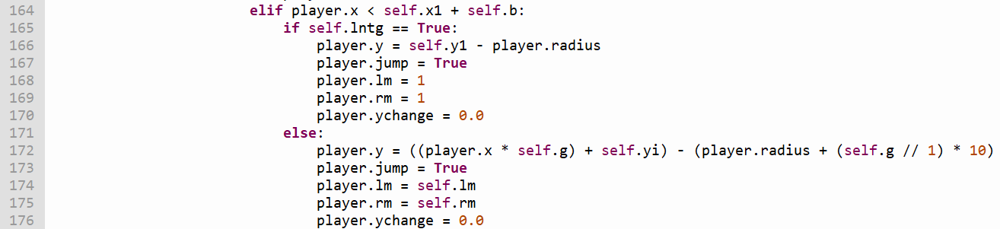 164 elif player.x < self.x1 + self.b:
165 if self.lntg == True:
166 player.y = self.y1 - player.radius
167 player.jump = True
168 player.lm = 1
169 player.rm = 1
170 player.ychange = 0.0
171 else:
172 player.y = ((player.x * self.g) + self.yi) - (player.radius + (self.g // 1) * 10)
173 player.jump = True
174 player.lm = self.lm
175 player.rm = self.rm
176 player.ychange = 0.0